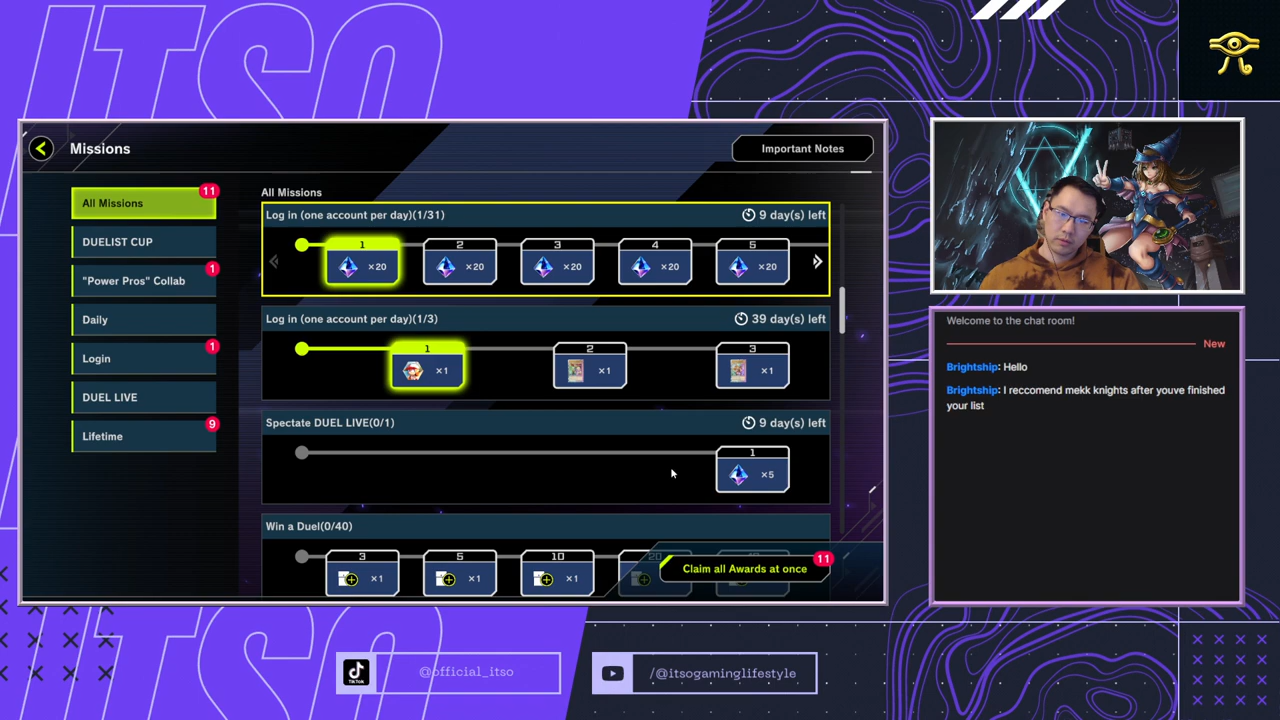 ITSO
Missions
Important Notes
All Missions
11
DUELIST CUP
"Power Pros" Collab
1
Daily
Login
1
DUEL LIVE
Lifetime
9
All Missions
Log in (one account per day)(1/31)
9 day(s) left
1
2
3
4
5
×20
×20
×20
×20
×20
Log in (one account per day)(1/3)
39 day(s) left
1
2
3
×1
×1
×1
Spectate DUEL LIVE(0/1)
9 day(s) left
1
×5
Win a Duel(0/40)
3
5
10
20
×1
×1
×1
Claim all Awards at once
11
Welcome to the chat room!
New
Brightship: Hello
Brightship: I reccomend mekk knights after youve finished
your list
ITSO
TIKTOK
@official_itso
/@itsogaminglifestyle